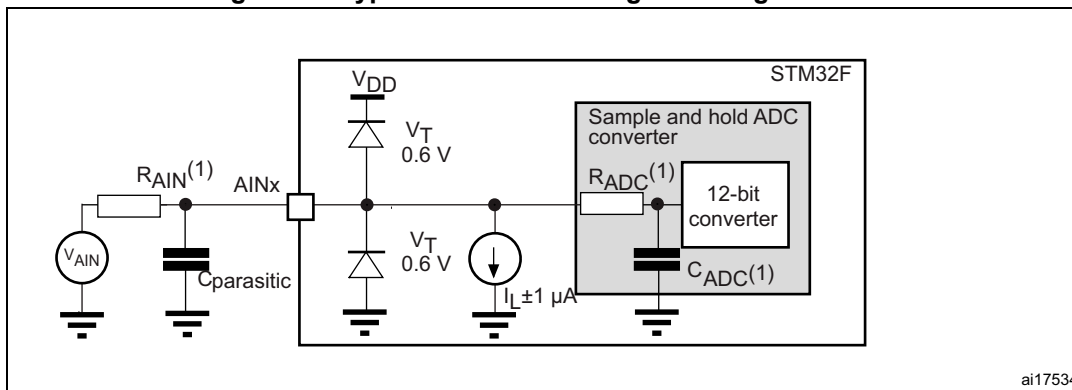 STM32F
VDD
Sample and hold ADC
converter
VT
0.6 V
RAIN(1)
AINx
RADC(1)
12-bit
converter
VAIN
Cparasitic
VT
0.6 V
IL±1 µA
CADC(1)
ai17534